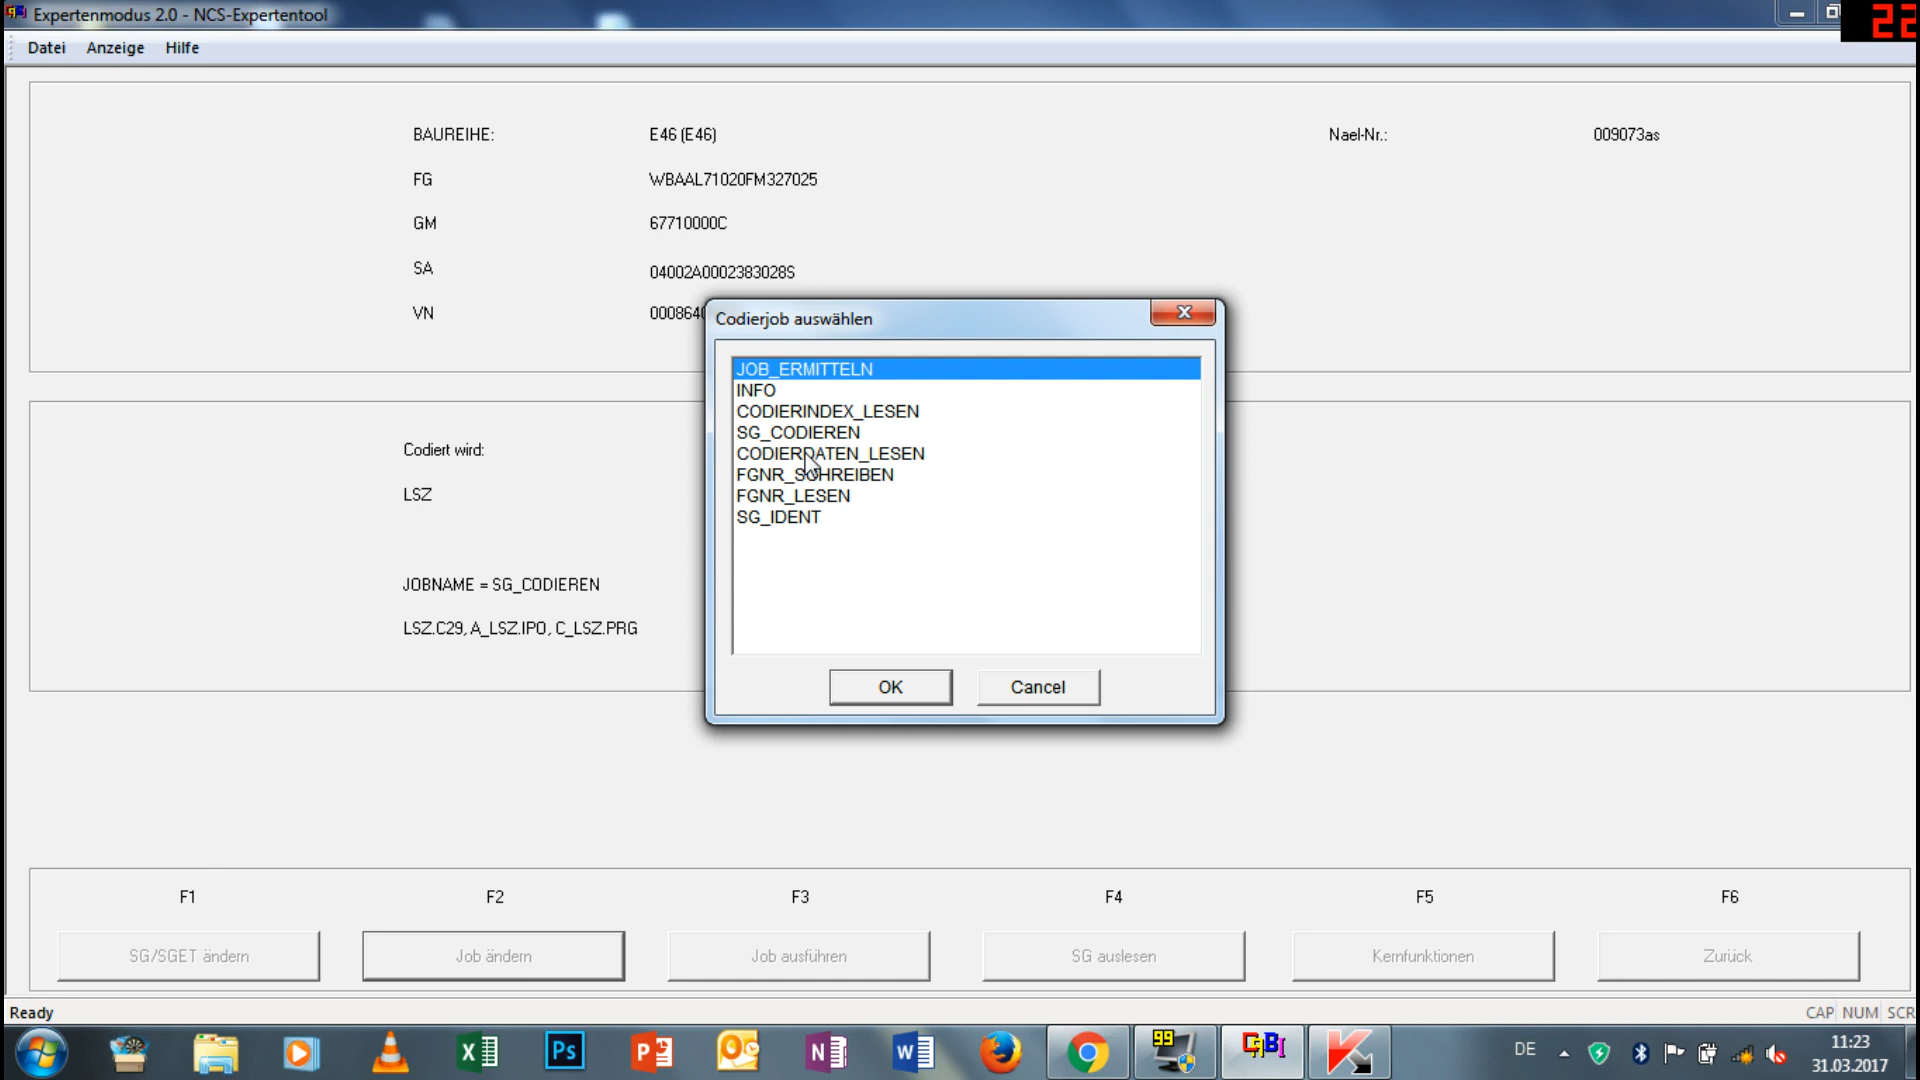 Expertenmodus 2.0 - NCS-Expertentool
22
Datei Anzeige Hilfe
BAUREIHE: E46 (E46) Nael-Nr.: 009073as
FG WBAAL71020FM327025
GM 67710000C
SA 04002A0002383028S
VN 000864
Codierjob auswählen
JOB_ERMITTELN
INFO
CODIERINDEX_LESEN
SG_CODIEREN
CODIERDATEN_LESEN
FGNR_SCHREIBEN
FGNR_LESEN
SG_IDENT
OK Cancel
Codiert wird:
LSZ
JOBNAME = SG_CODIEREN
LSZ.C29, A_LSZ.IPO, C_LSZ.PRG
F1 F2 F3 F4 F5 F6
SG/SGET ändern Job ändern Job ausführen SG auslesen Kernfunktionen Zurück
Ready CAP NUM SCR
DE 11:23
31.03.2017